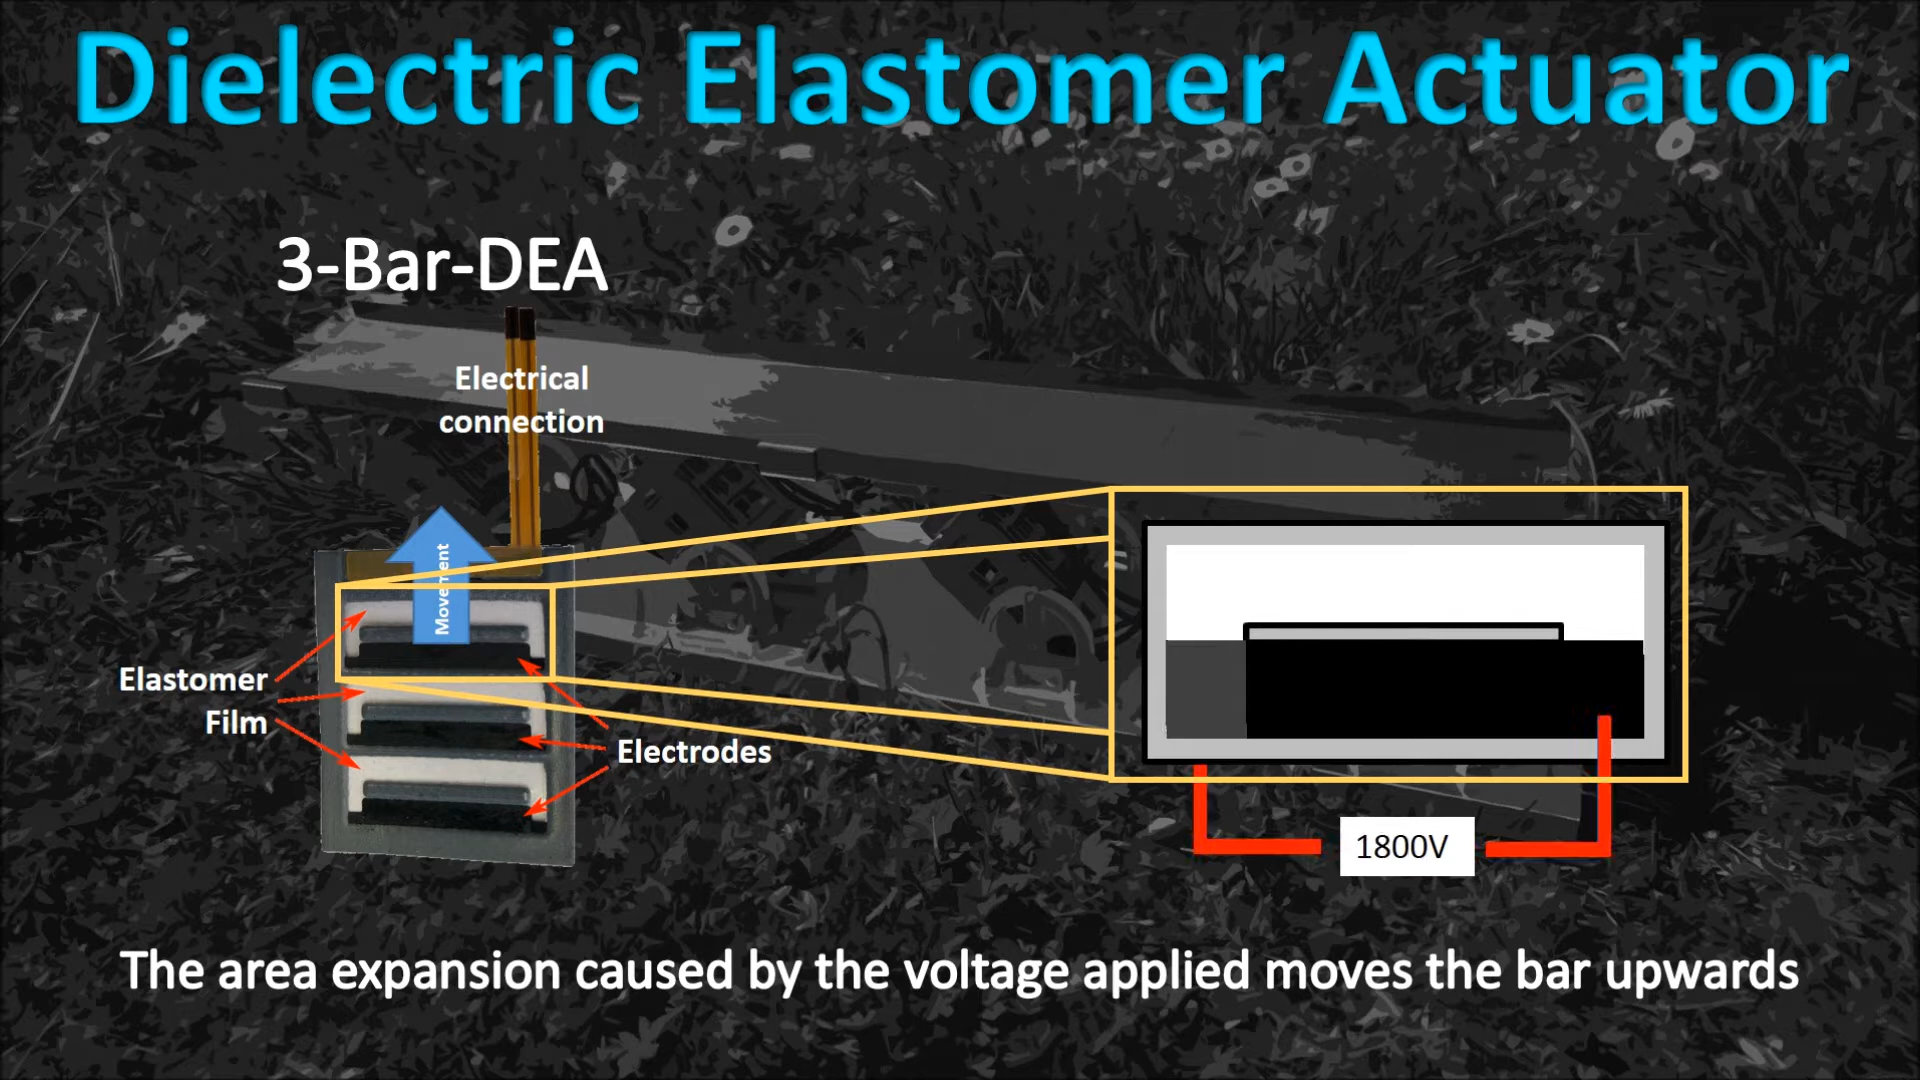 Dielectric Elastomer Actuator
3-Bar-DEA
Electrical
connection
Movement
Elastomer
Film
Electrodes
1800V
The area expansion caused by the voltage applied moves the bar upwards